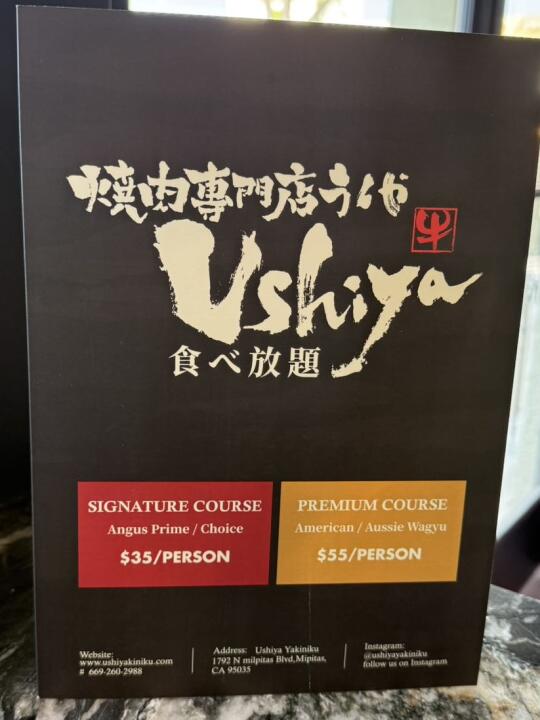 焼肉専門店うしや
牛
Ushiya
食べ放題
SIGNATURE COURSE
Angus Prime / Choice
$35/PERSON
PREMIUM COURSE
American / Aussie Wagyu
$55/PERSON
Website:
www.ushiyakiniku.com
# 669-260-2988
Address: Ushiya Yakiniku
1792 N milpitas Blvd,Mipitas,
CA 95035
Instagram:
@ushiyayakiniku
follow us on Instagram